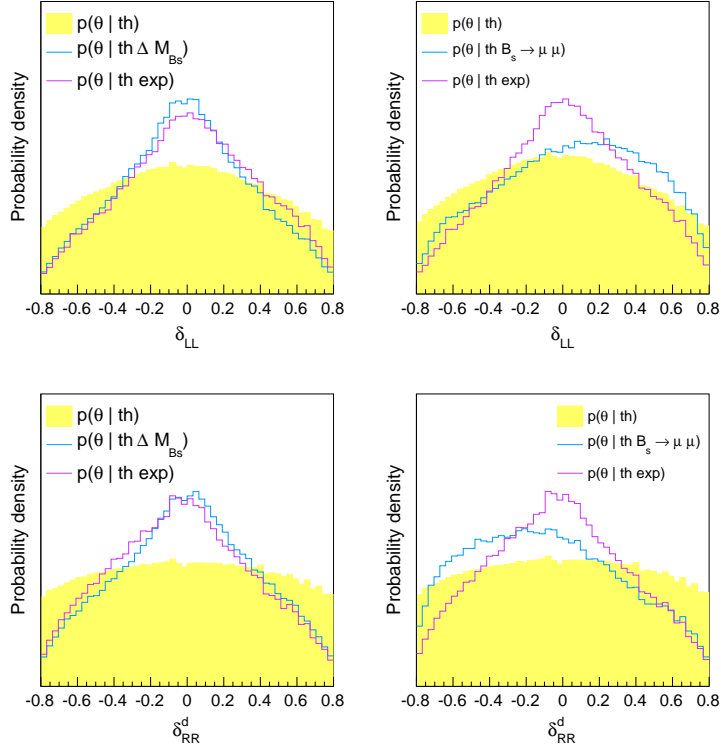 p(θ | th)
p(θ | th Δ M_Bs)
p(θ | th exp)
Probability density
-0.8 -0.6 -0.4 -0.2 0 0.2 0.4 0.6 0.8
δ_LL
p(θ | th)
p(θ | th B_s → μ μ)
p(θ | th exp)
Probability density
-0.8 -0.6 -0.4 -0.2 0 0.2 0.4 0.6 0.8
δ_LL
p(θ | th)
p(θ | th Δ M_Bs)
p(θ | th exp)
Probability density
-0.8 -0.6 -0.4 -0.2 0 0.2 0.4 0.6 0.8
δ^d_RR
p(θ | th)
p(θ | th B_s → μ μ)
p(θ | th exp)
Probability density
-0.8 -0.6 -0.4 -0.2 0 0.2 0.4 0.6 0.8
δ^d_RR